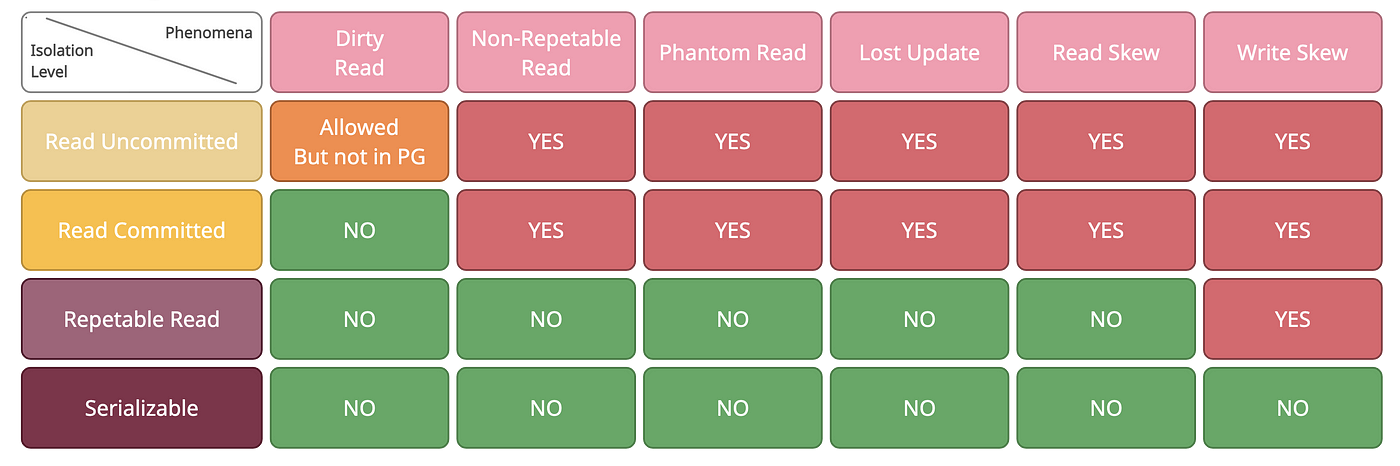 Phenomena
Isolation
Level
Dirty
Read
Non-Repetable
Read
Phantom Read
Lost Update
Read Skew
Write Skew
Read Uncommitted
Allowed
But not in PG
YES
YES
YES
YES
YES
Read Committed
NO
YES
YES
YES
YES
YES
Repetable Read
NO
NO
NO
NO
NO
YES
Serializable
NO
NO
NO
NO
NO
NO